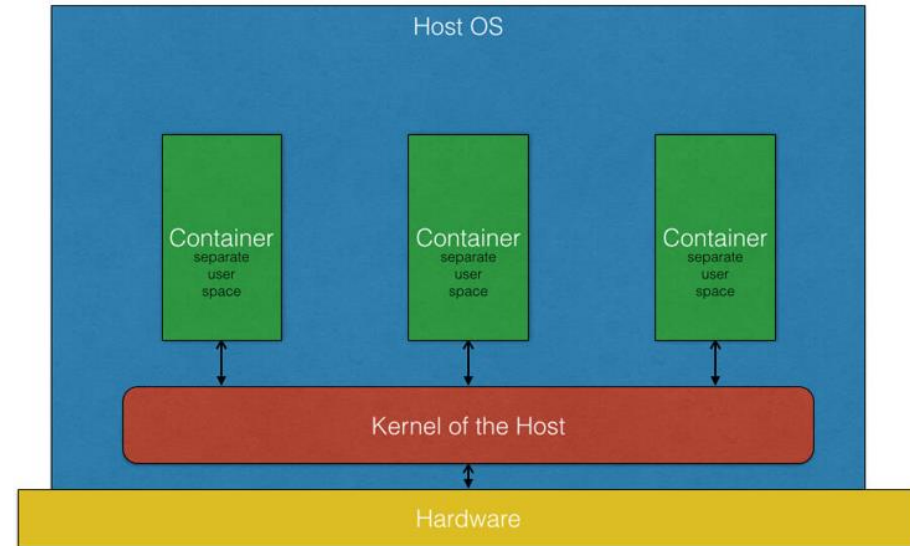 Host OS
Container
separate
user
space
Container
separate
user
space
Container
separate
user
space
Kernel of the Host
Hardware